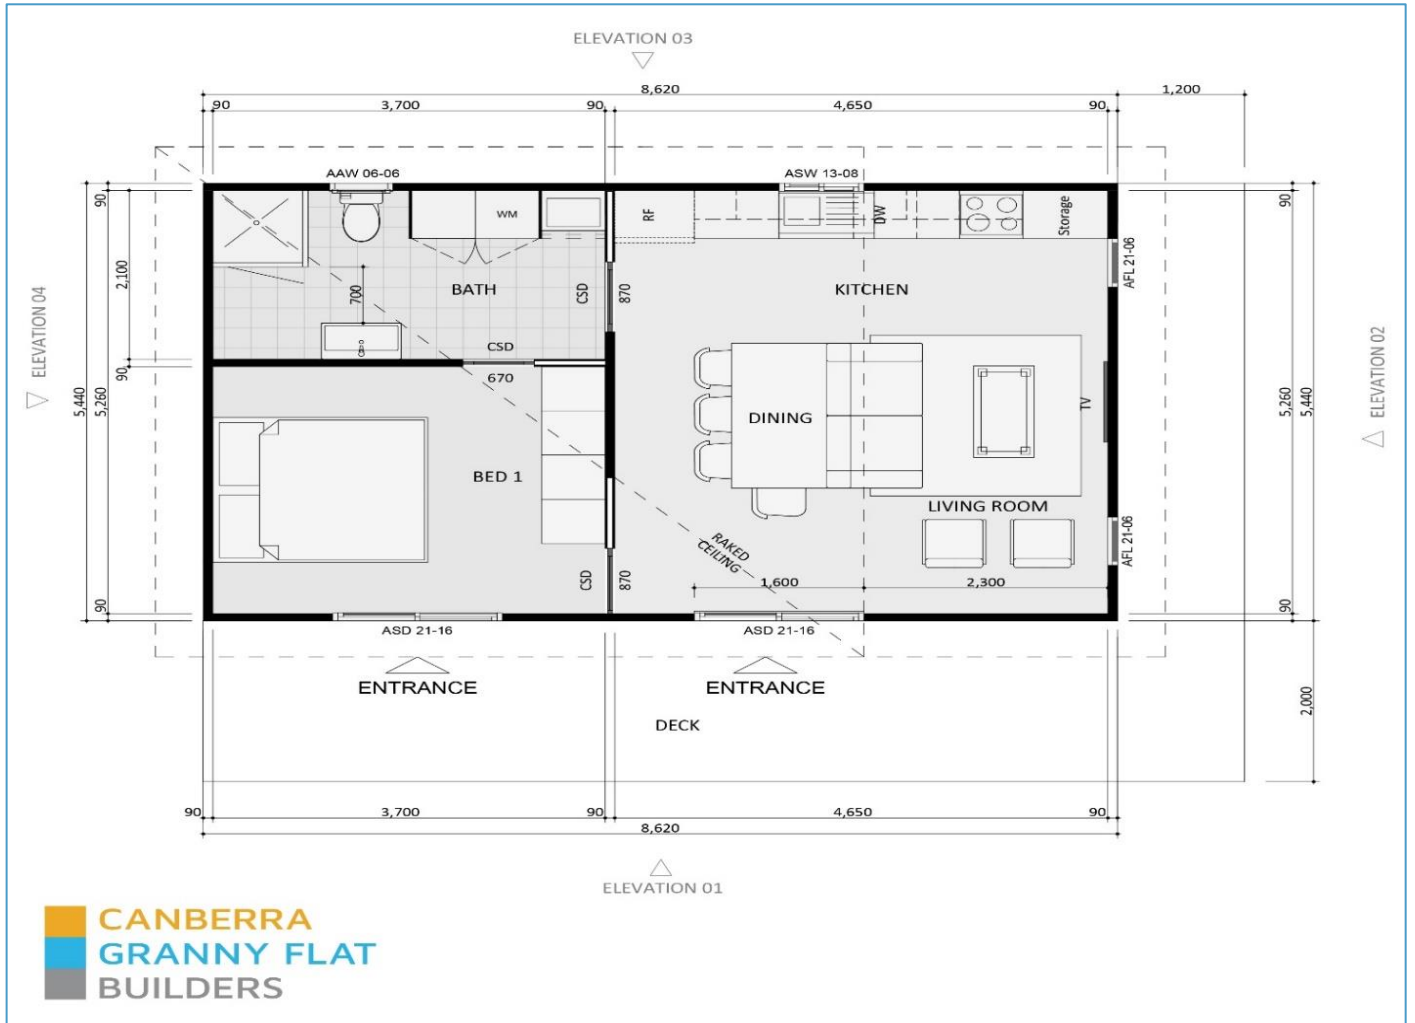 ELEVATION 03
8,620
1,200
90
3,700
90
4,650
90
AAW 06-06
ASW 13-08
90
90
WM
RF
DW
Storage
AFL 21-06
2,100
700
BATH
CSD
870
KITCHEN
ELEVATION 04
ELEVATION 02
CSD
90
670
5,440
5,260
5,260
5,440
TV
DINING
BED 1
LIVING ROOM
AFL 21-06
RAKED
CEILING
CSD
870
1,600
2,300
90
90
ASD 21-16
ASD 21-16
ENTRANCE
ENTRANCE
2,000
DECK
90
3,700
90
4,650
90
8,620
ELEVATION 01
CANBERRA
GRANNY FLAT
BUILDERS